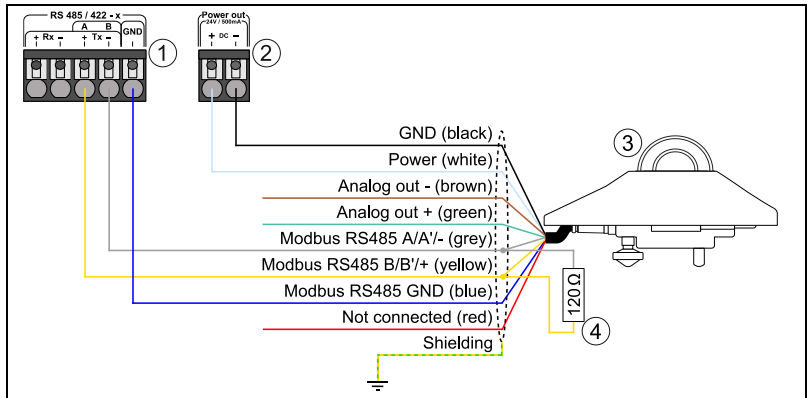 RS 485 / 422 - x
A B
+ Rx − + Tx − GND
1
Power out
24V / 500mA
+ DC −
2
GND (black)
Power (white)
Analog out - (brown)
Analog out + (green)
Modbus RS485 A/A'/- (grey)
Modbus RS485 B/B'/+ (yellow)
Modbus RS485 GND (blue)
Not connected (red)
Shielding
3
120 Ω
4